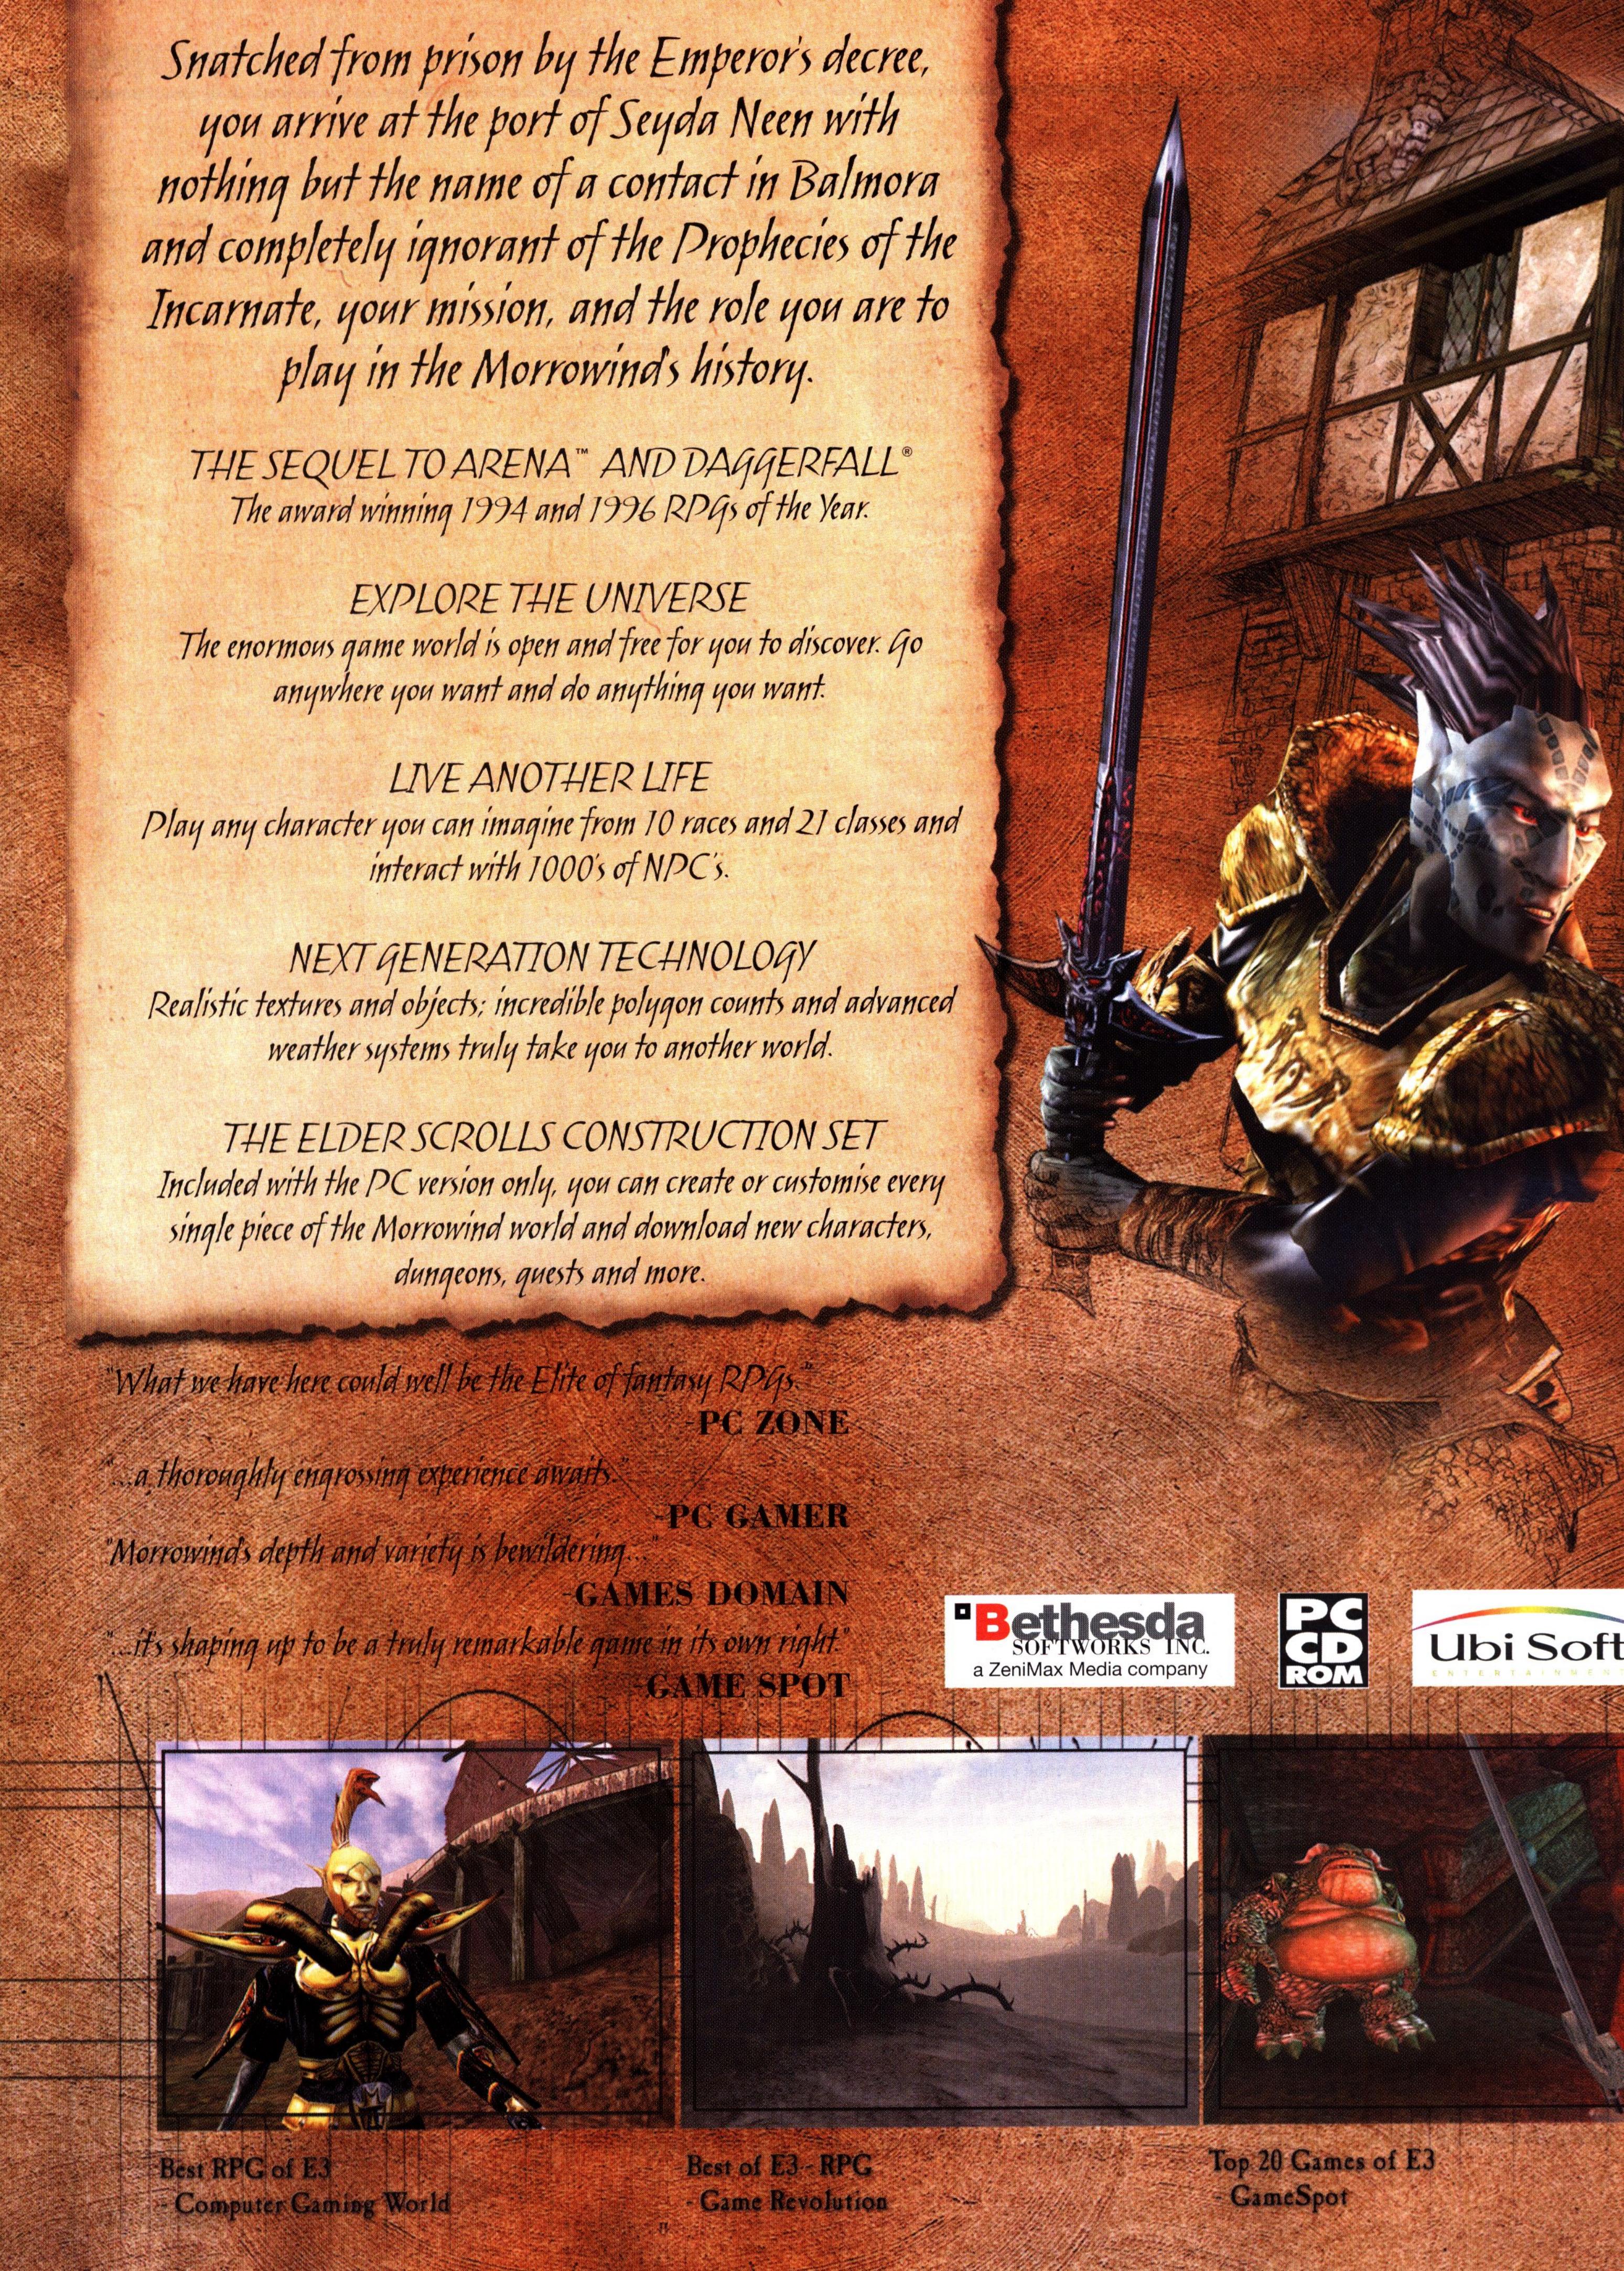 Snatched from prison by the Emperor's decree,
you arrive at the port of Seyda Neen with
nothing but the name of a contact in Balmora
and completely ignorant of the Prophecies of the
Incarnate, your mission, and the role you are to
play in the Morrowind's history.
THE SEQUEL TO ARENA™ AND DAGGERFALL®
The award winning 1994 and 1996 RPGs of the Year.
EXPLORE THE UNIVERSE
The enormous game world is open and free for you to discover. Go
anywhere you want and do anything you want.
LIVE ANOTHER LIFE
Play any character you can imagine from 10 races and 21 classes and
interact with 1000's of NPC's.
NEXT GENERATION TECHNOLOGY
Realistic textures and objects; incredible polygon counts and advanced
weather systems truly take you to another world.
THE ELDER SCROLLS CONSTRUCTION SET
Included with the PC version only, you can create or customise every
single piece of the Morrowind world and download new characters,
dungeons, quests and more.
"What we have here could well be the Elite of fantasy RPGs."
-PC ZONE
"...a thoroughly engrossing experience awaits."
-PC GAMER
"Morrowind's depth and variety is bewildering..."
-GAMES DOMAIN
"...it's shaping up to be a truly remarkable game in its own right."
-GAME SPOT
Bethesda
SOFTWORKS INC.
a ZeniMax Media company
PC
CD
ROM
Ubi Soft
ENTERTAINMENT
Best RPG of E3
- Computer Gaming World
Best of E3 - RPG
- Game Revolution
Top 20 Games of E3
- GameSpot